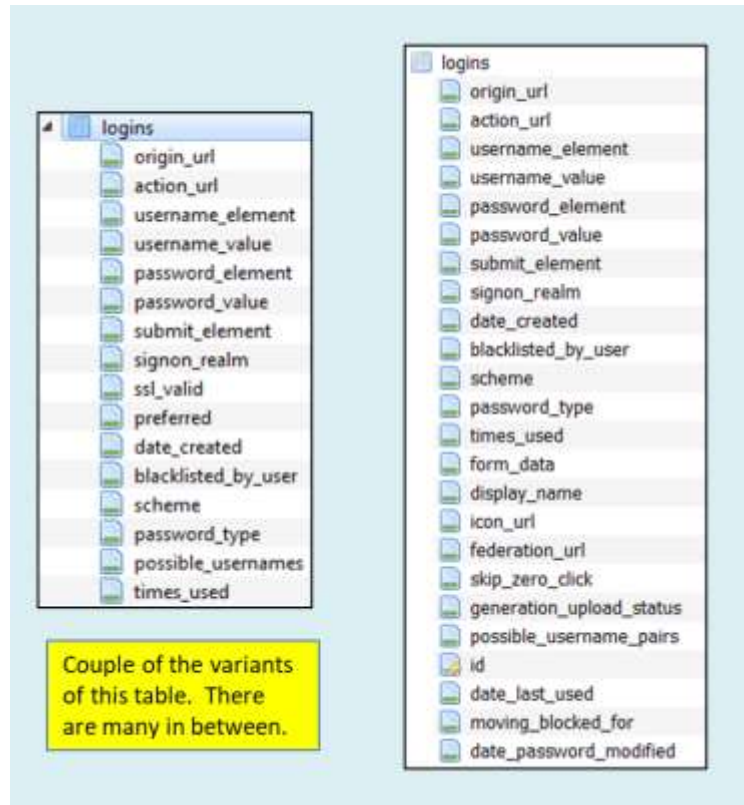 logins
origin_url
action_url
username_element
username_value
password_element
password_value
submit_element
signon_realm
ssl_valid
preferred
date_created
blacklisted_by_user
scheme
password_type
possible_usernames
times_used
Couple of the variants
of this table. There
are many in between.
logins
origin_url
action_url
username_element
username_value
password_element
password_value
submit_element
signon_realm
date_created
blacklisted_by_user
scheme
password_type
times_used
form_data
display_name
icon_url
federation_url
skip_zero_click
generation_upload_status
possible_username_pairs
id
date_last_used
moving_blocked_for
date_password_modified